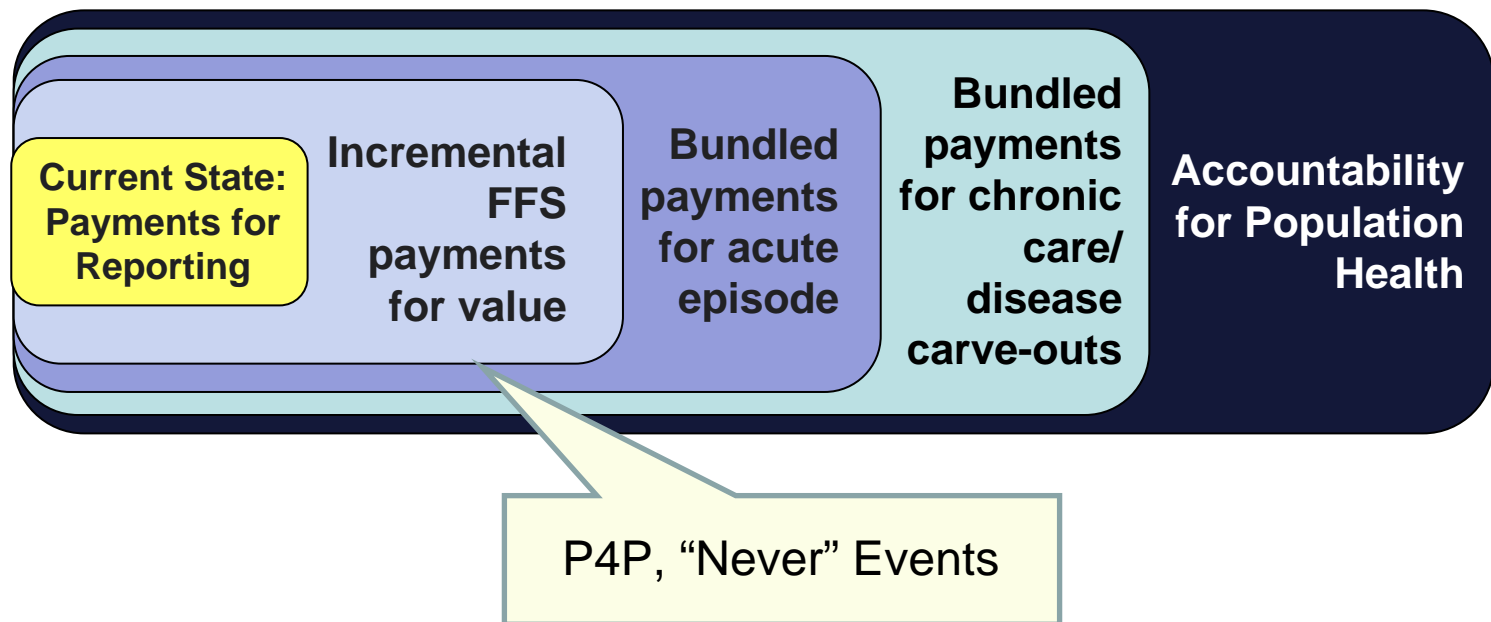 Current State:
Payments for
Reporting
Incremental
FFS
payments
for value
Bundled
payments
for acute
episode
Bundled
payments
for chronic
care/
disease
carve-outs
Accountability
for Population
Health
P4P, “Never” Events